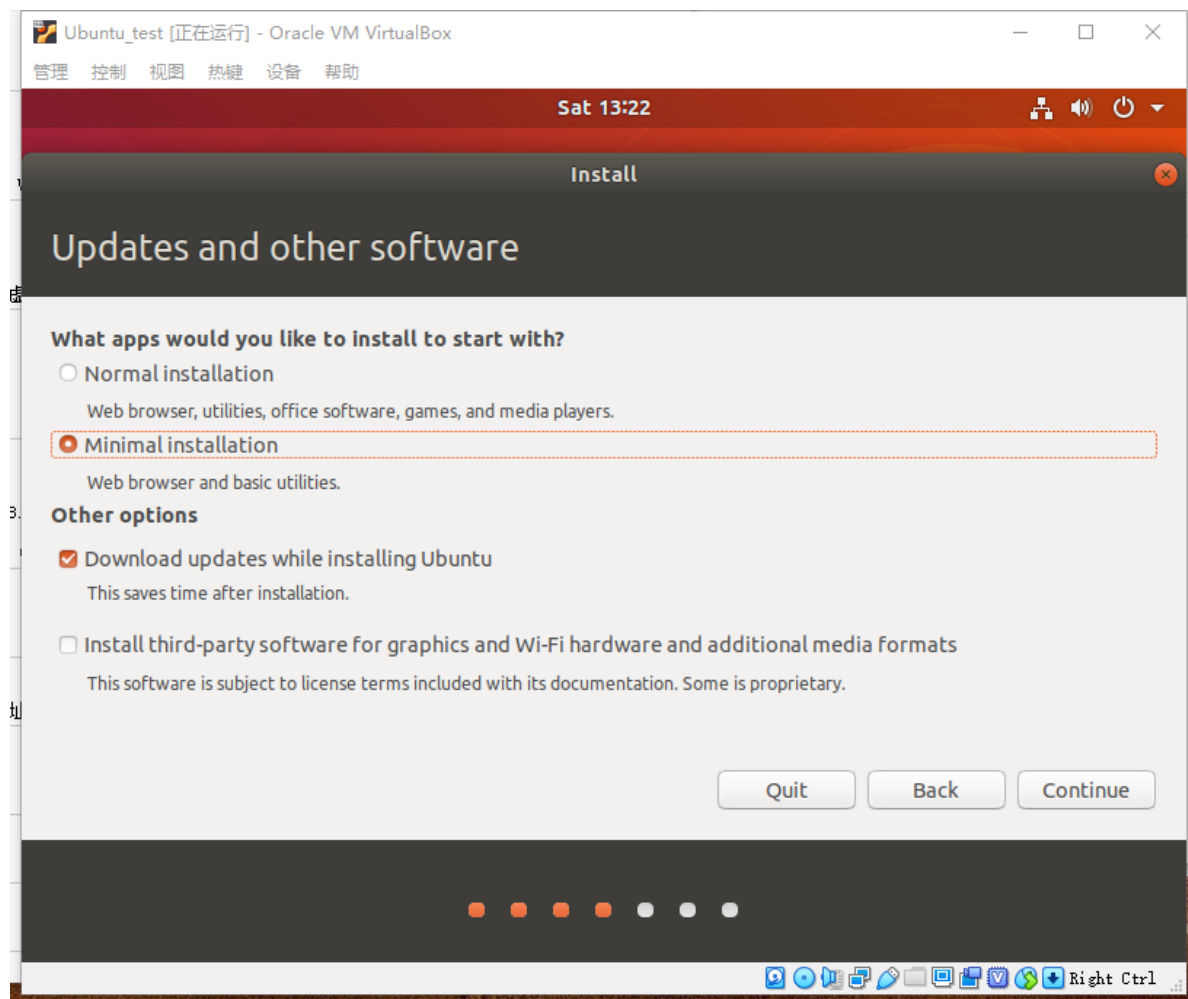 Ubuntu_test [正在运行] - Oracle VM VirtualBox
管理 控制 视图 热键 设备 帮助
Sat 13:22
Install
Updates and other software
What apps would you like to install to start with?
Normal installation
Web browser, utilities, office software, games, and media players.
Minimal installation
Web browser and basic utilities.
Other options
Download updates while installing Ubuntu
This saves time after installation.
Install third-party software for graphics and Wi-Fi hardware and additional media formats
This software is subject to license terms included with its documentation. Some is proprietary.
Quit Back Continue
Right Ctrl